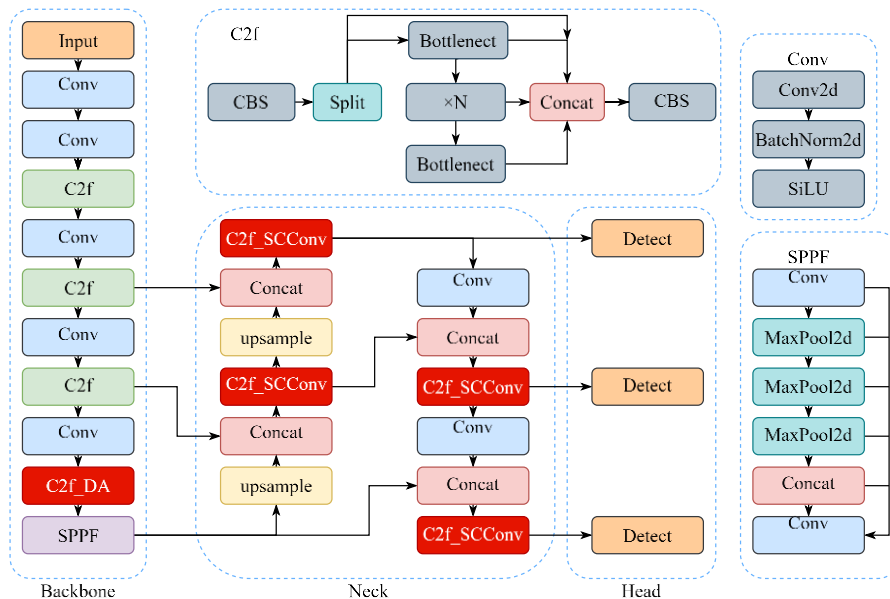 Input
Conv
Conv
C2f
Conv
C2f
Conv
C2f
Conv
C2f_DA
SPPF
Backbone
C2f
CBS
Split
Bottlenect
×N
Bottlenect
Concat
CBS
C2f_SCConv
Concat
upsample
C2f_SCConv
Concat
upsample
Conv
Concat
C2f_SCConv
Conv
Concat
C2f_SCConv
Neck
Detect
Detect
Detect
Head
Conv
Conv2d
BatchNorm2d
SiLU
SPPF
Conv
MaxPool2d
MaxPool2d
MaxPool2d
Concat
Conv